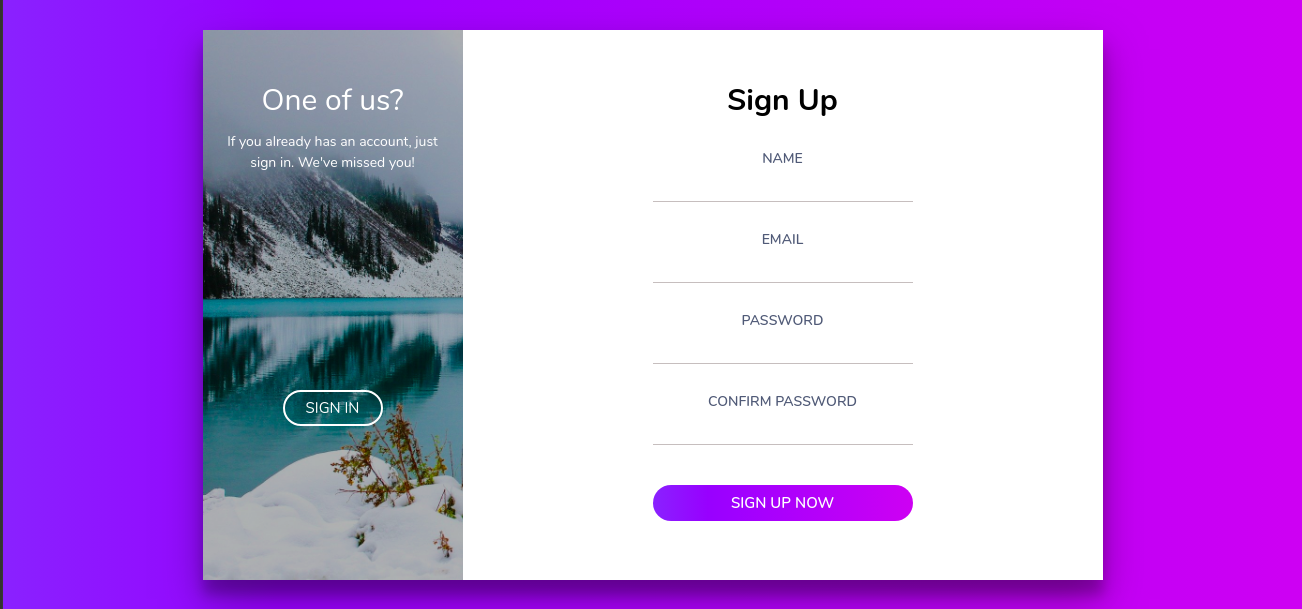 One of us?
If you already has an account, just
sign in. We've missed you!
SIGN IN
Sign Up
NAME
EMAIL
PASSWORD
CONFIRM PASSWORD
SIGN UP NOW